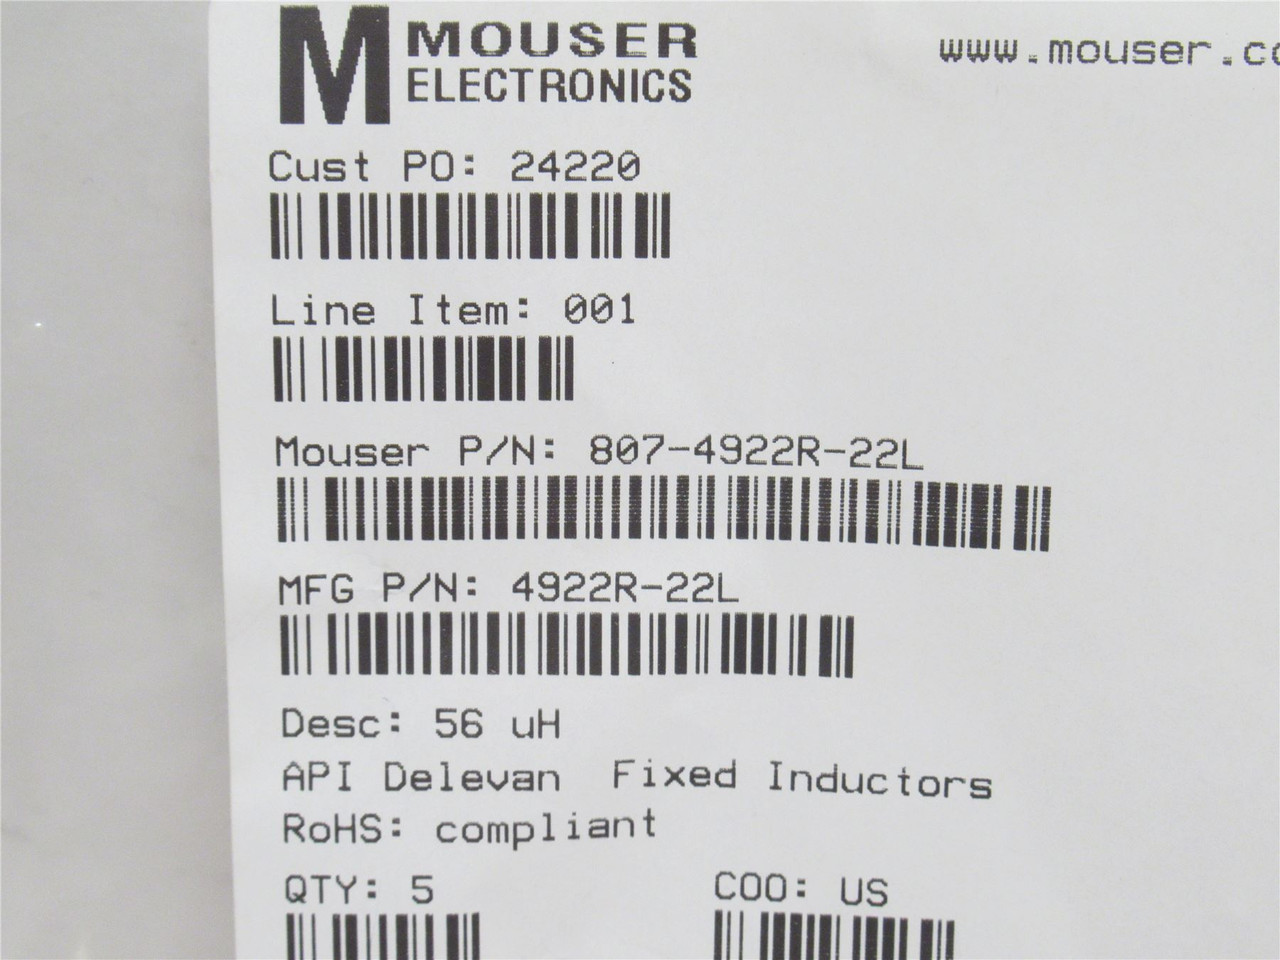 MOUSER
ELECTRONICS
www.mouser.co
Cust PO: 24220
Line Item: 001
Mouser P/N: 807-4922R-22L
MFG P/N: 4922R-22L
Desc: 56 uH
API Delevan Fixed Inductors
RoHS: compliant
QTY: 5 COO: US